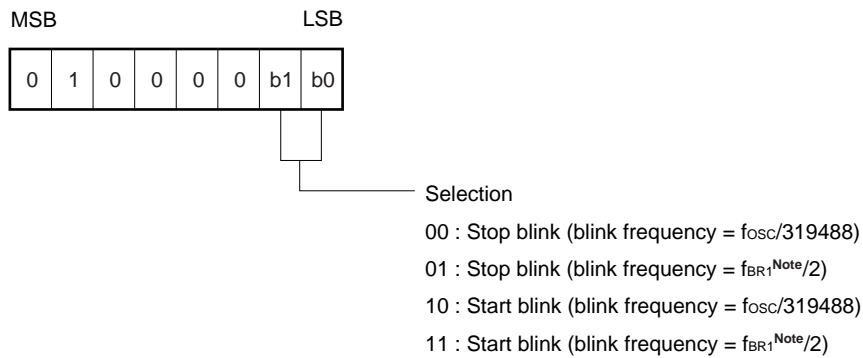 MSB LSB
0 1 0 0 0 0 b1 b0
Selection
00 : Stop blink (blink frequency = fOSC/319488)
01 : Stop blink (blink frequency = fBR1Note/2)
10 : Start blink (blink frequency = fOSC/319488)
11 : Start blink (blink frequency = fBR1Note/2)